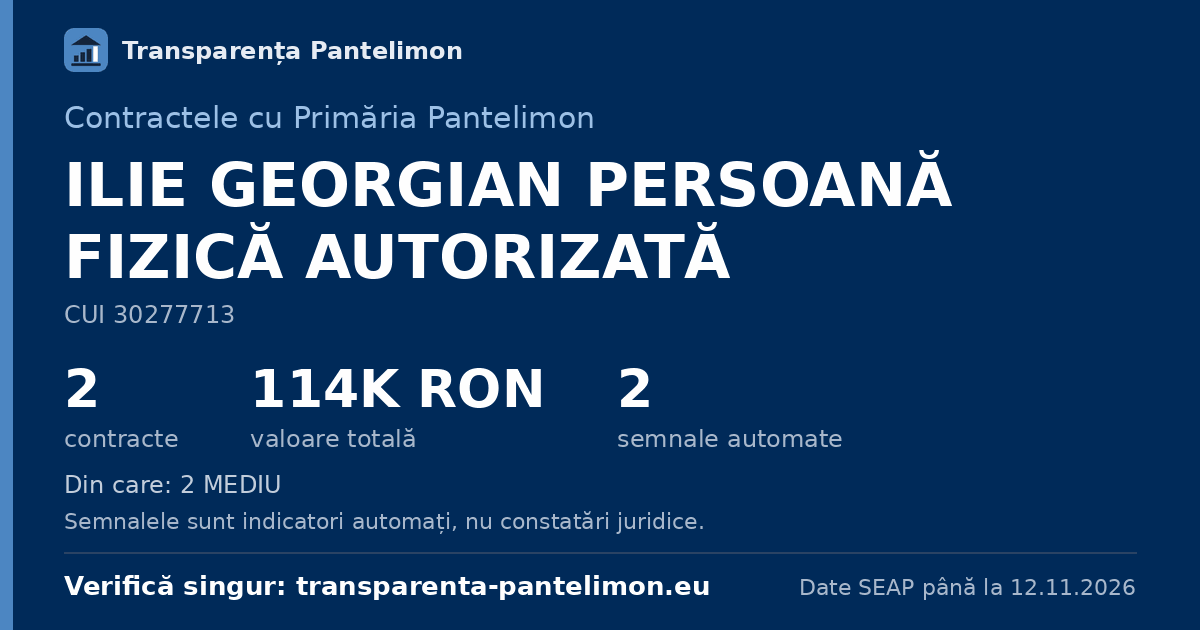 Transparența Pantelimon
Contractele cu Primăria Pantelimon
ILIE GEORGIAN PERSOANĂ
FIZICĂ AUTORIZATĂ
CUI 30277713
2 114K RON 2
contracte valoare totală semnale automate
Din care: 2 MEDIU
Semnalele sunt indicatori automați, nu constatări juridice.
Verifică singur: transparenta-pantelimon.eu Date SEAP până la 12.11.2026